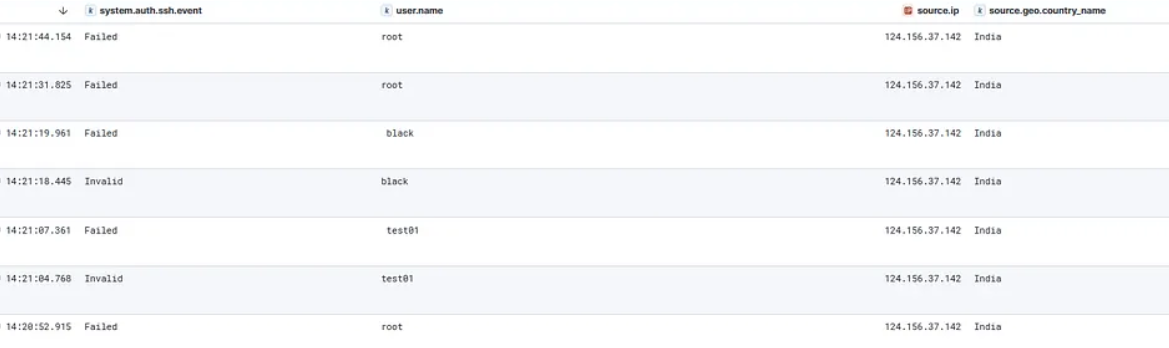 ↓ k system.auth.ssh.event k user.name source.ip k source.geo.country_name
14:21:44.154 Failed root 124.156.37.142 India
14:21:31.825 Failed root 124.156.37.142 India
14:21:19.961 Failed black 124.156.37.142 India
14:21:18.445 Invalid black 124.156.37.142 India
14:21:07.361 Failed test01 124.156.37.142 India
14:21:04.768 Invalid test01 124.156.37.142 India
14:20:52.915 Failed root 124.156.37.142 India